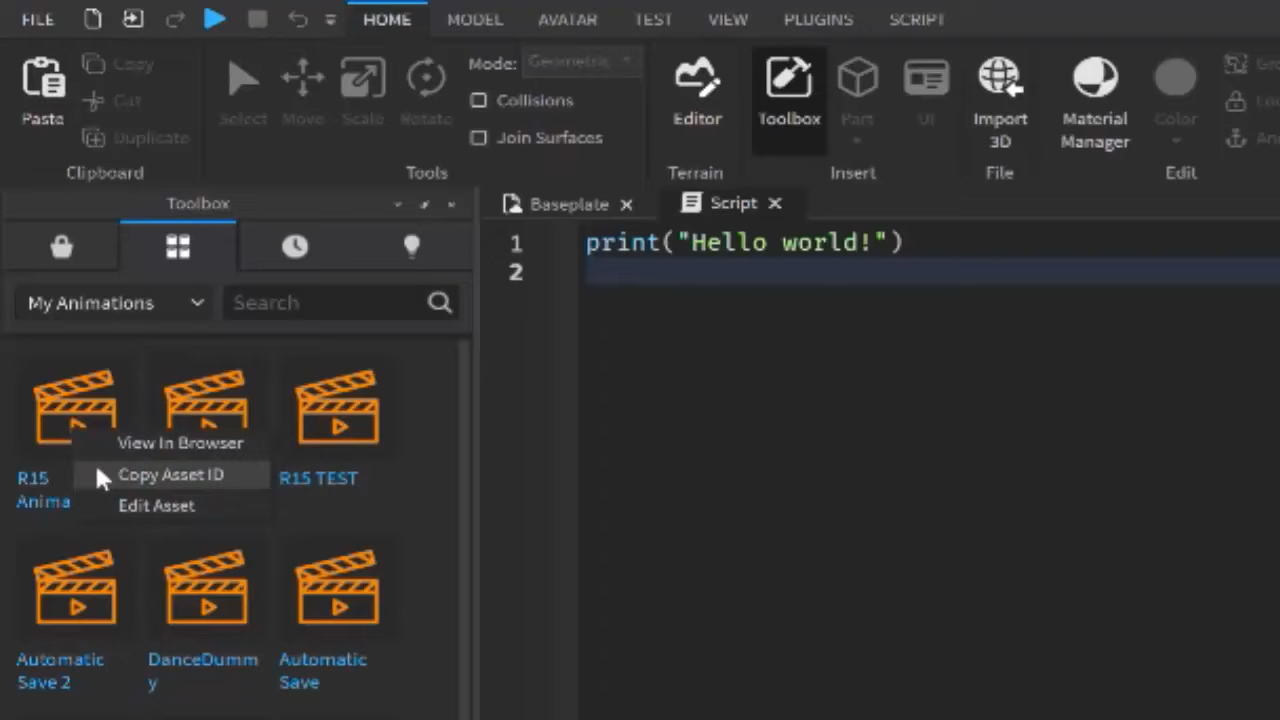 FILE HOME MODEL AVATAR TEST VIEW PLUGINS SCRIPT
Paste
Copy
Cut
Duplicate
Clipboard
Select Move Scale Rotate
Mode: Geometric
Collisions
Join Surfaces
Tools
Editor
Terrain
Toolbox Part UI
Insert
Import
3D
File
Material
Manager
Color
Edit
Toolbox
My Animations Search
R15
Anima
View In Browser
Copy Asset ID
Edit Asset
R15 TEST
Automatic
Save 2
DanceDumm
y
Automatic
Save
Baseplate Script
1 print("Hello world!")
2